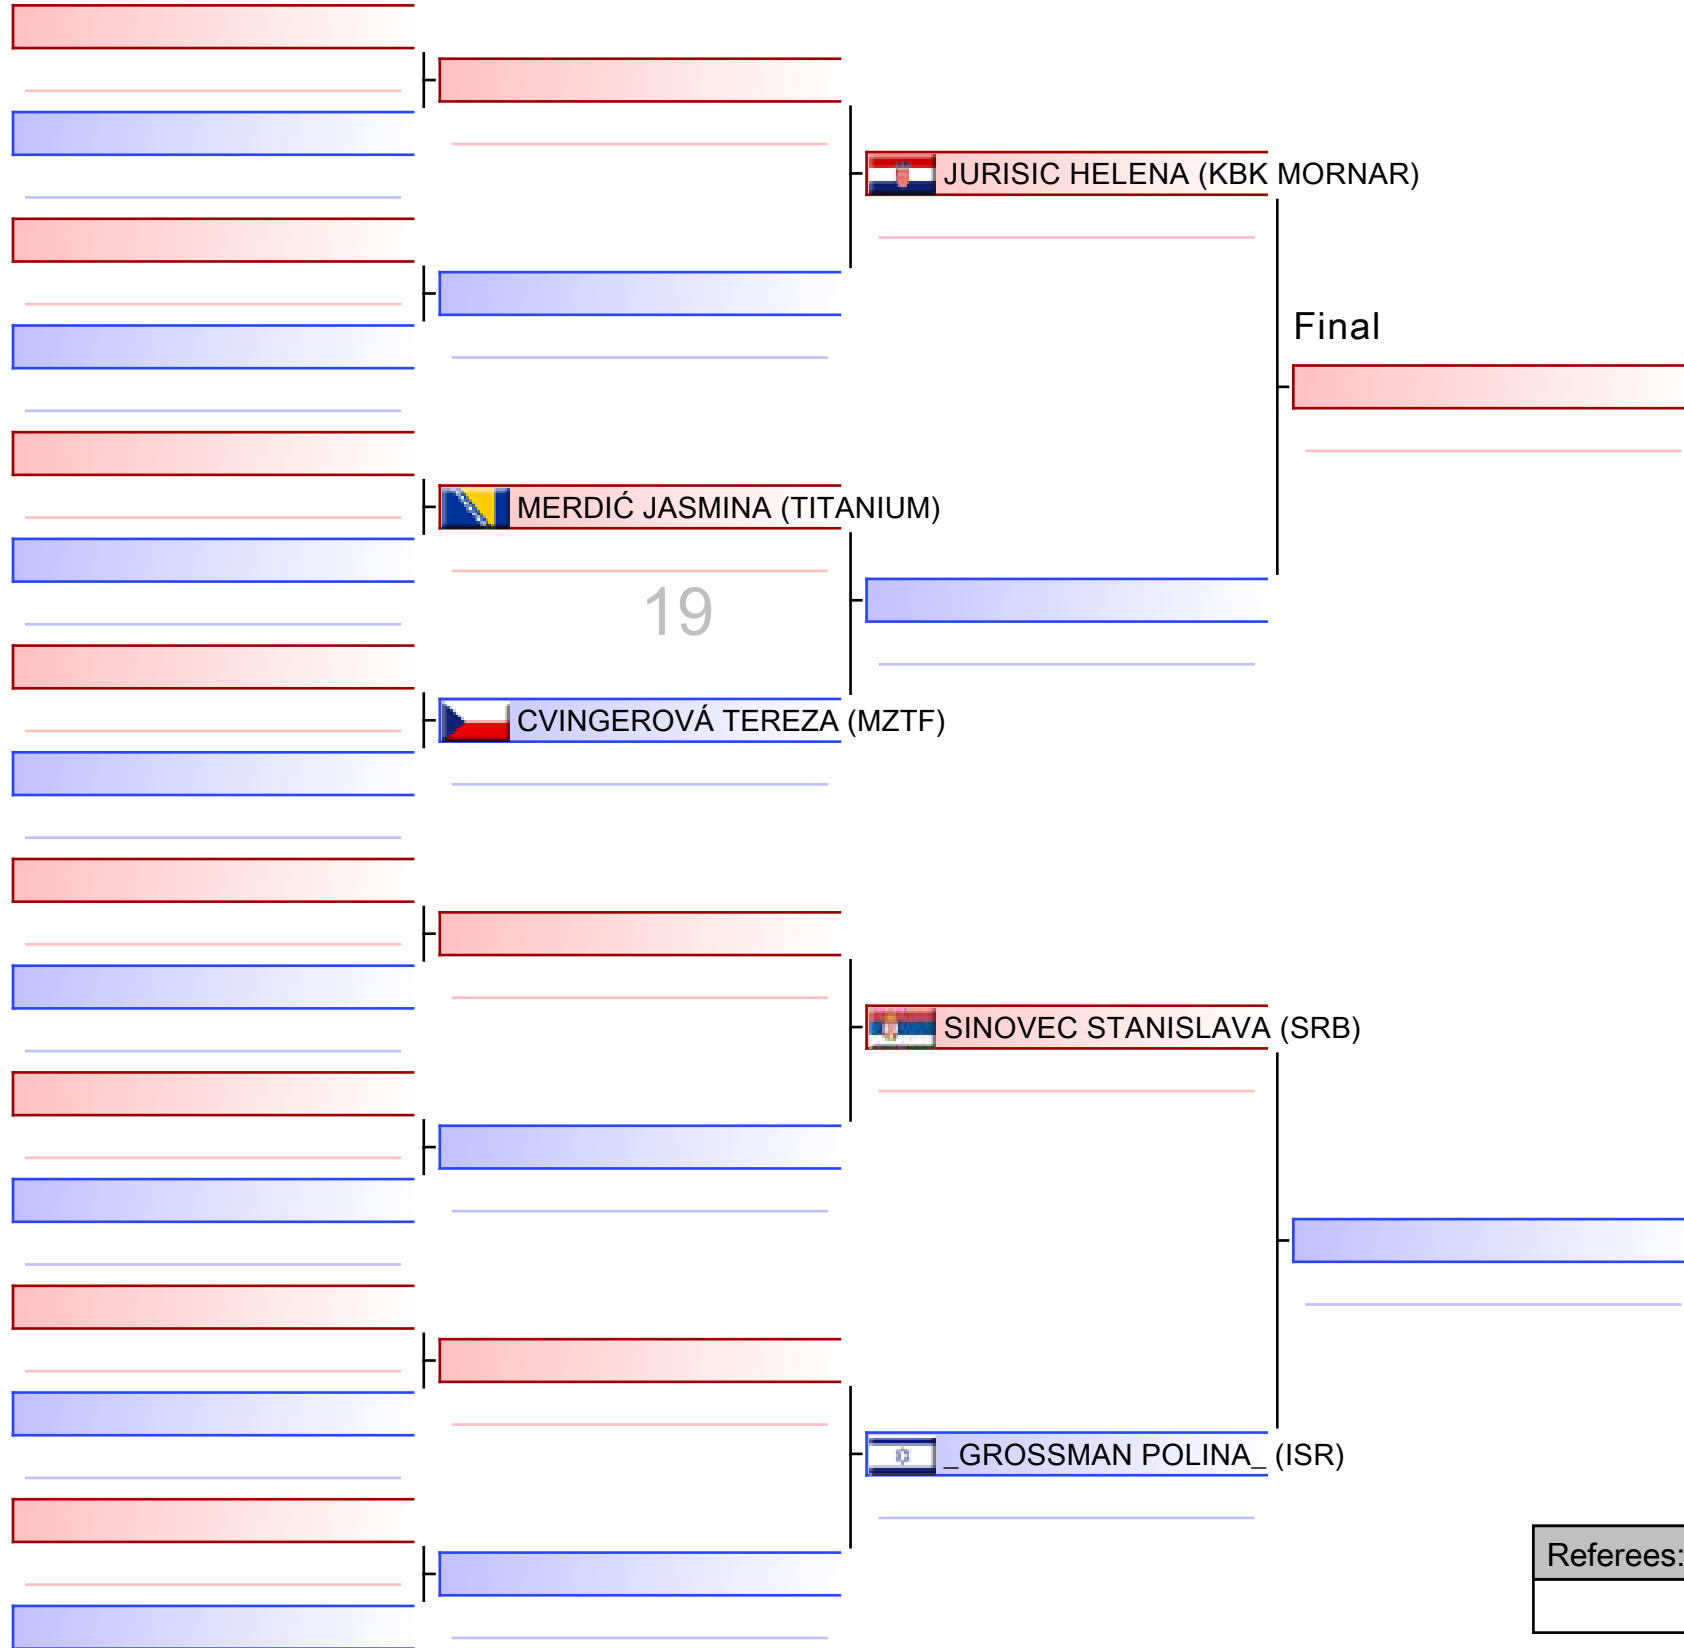 JURISIC HELENA (KBK MORNAR)
Final
MERDIĆ JASMINA (TITANIUM)
19
CVINGEROVÁ TEREZA (MZTF)
SINOVEC STANISLAVA (SRB)
_GROSSMAN POLINA_ (ISR)
Referees: